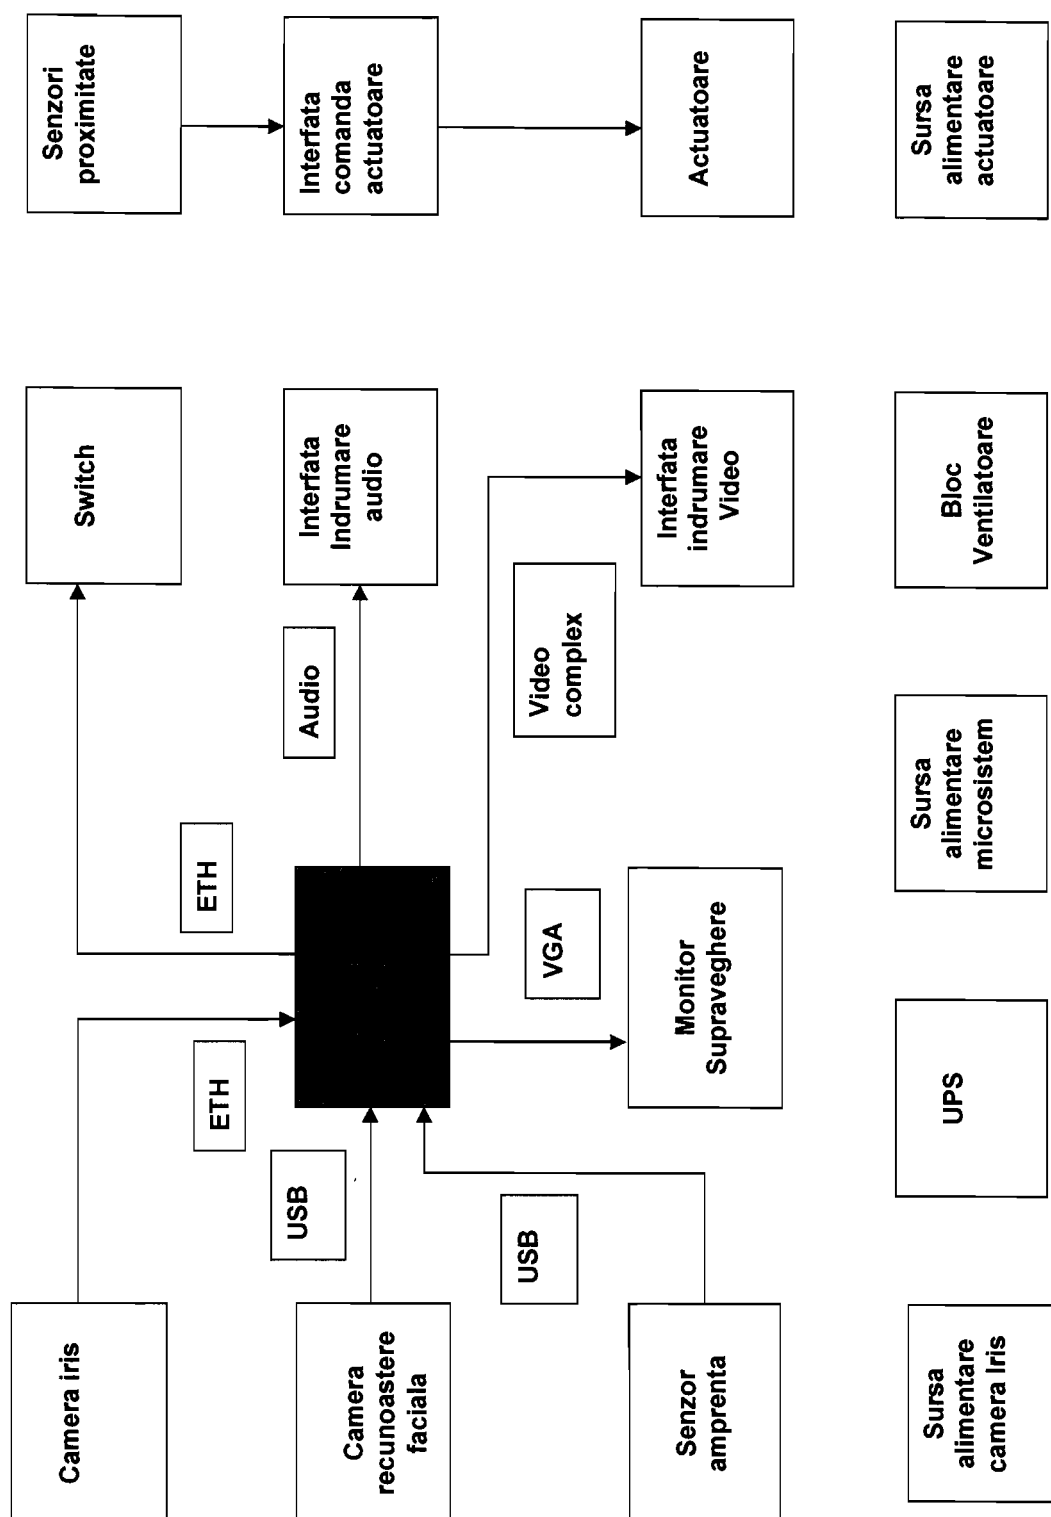 Camera iris
Switch
Senzori
proximitate
ETH
ETH
USB
Audio
Camera
recunoastere
faciala
Interfata
Indrumare
audio
Interfata
comanda
actuatoare
USB
VGA
Video
complex
Senzor
amprenta
Monitor
Supraveghere
Interfata
indrumare
Video
Actuatoare
Sursa
alimentare
camera Iris
UPS
Sursa
alimentare
microsistem
Bloc
Ventilatoare
Sursa
alimentare
actuatoare